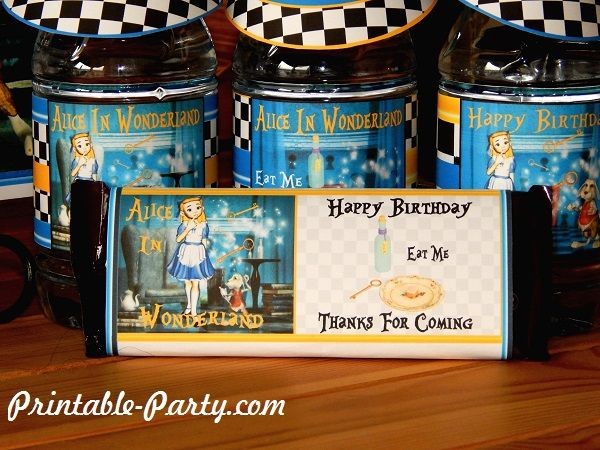 Alice In Wonderland
Alice In Wonderland
Eat Me
Happy Birthday
Alice
In
Wonderland
Happy Birthday
Eat Me
Thanks For Coming
Printable-Party.com